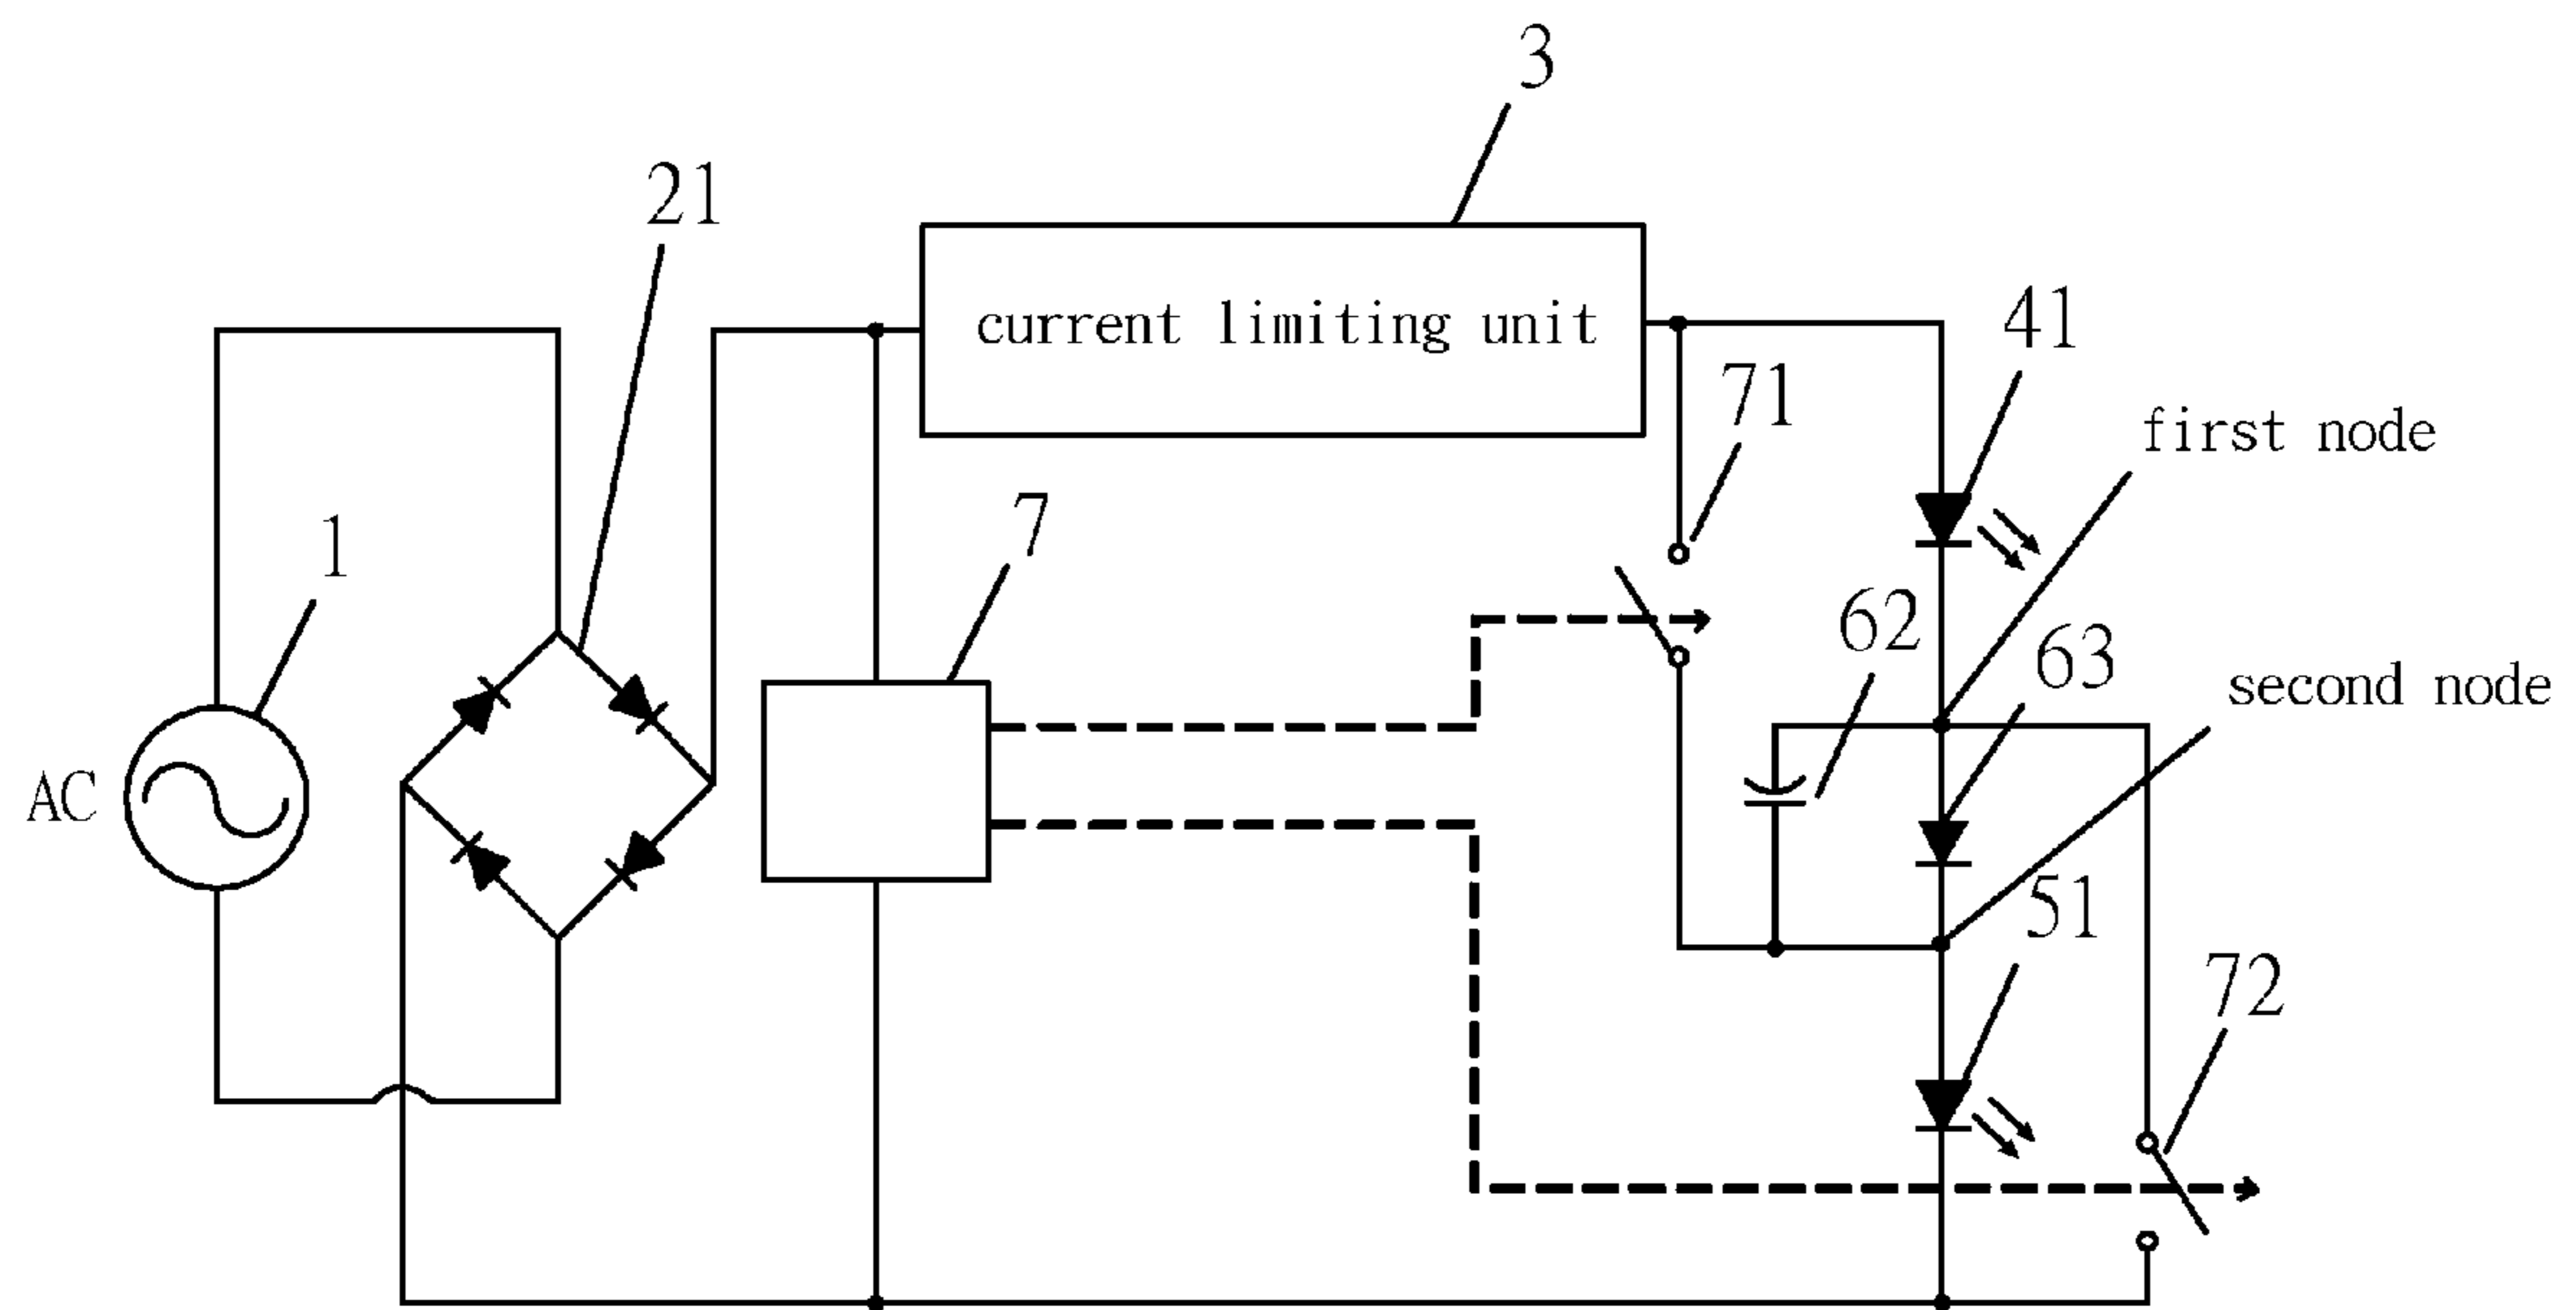 3
21
current limiting unit
41
71
first node
7
1
62
63
second node
AC
51
72